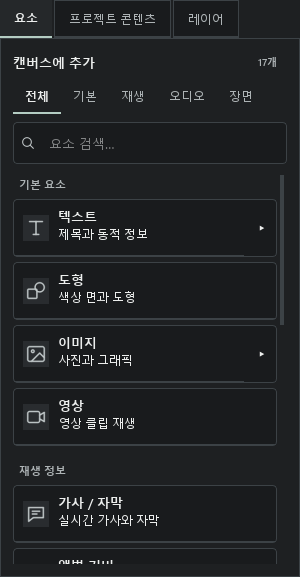 요소 프로젝트 콘텐츠 레이어
캔버스에 추가 17개
전체 기본 재생 오디오 장면
요소 검색...
기본 요소
텍스트
제목과 동적 정보
도형
색상 면과 도형
이미지
사진과 그래픽
영상
영상 클립 재생
재생 정보
가사 / 자막
실시간 가사와 자막